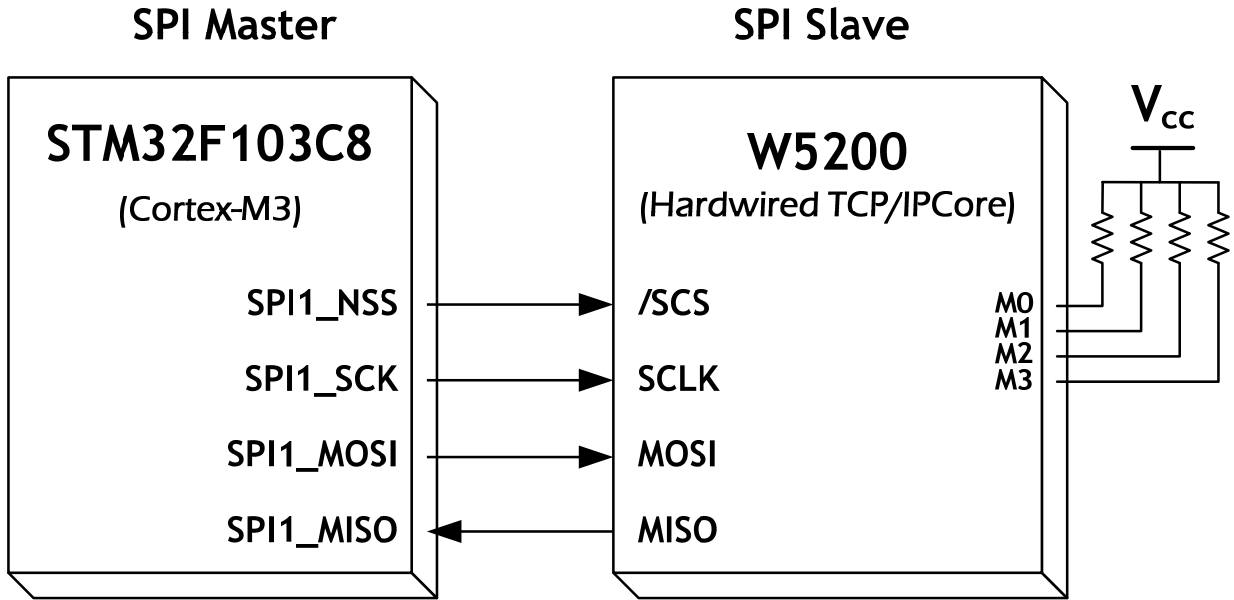 SPI Master
SPI Slave
STM32F103C8
(Cortex-M3)
SPI1_NSS
SPI1_SCK
SPI1_MOSI
SPI1_MISO
W5200
(Hardwired TCP/IPCore)
/SCS
SCLK
MOSI
MISO
M0
M1
M2
M3
Vcc